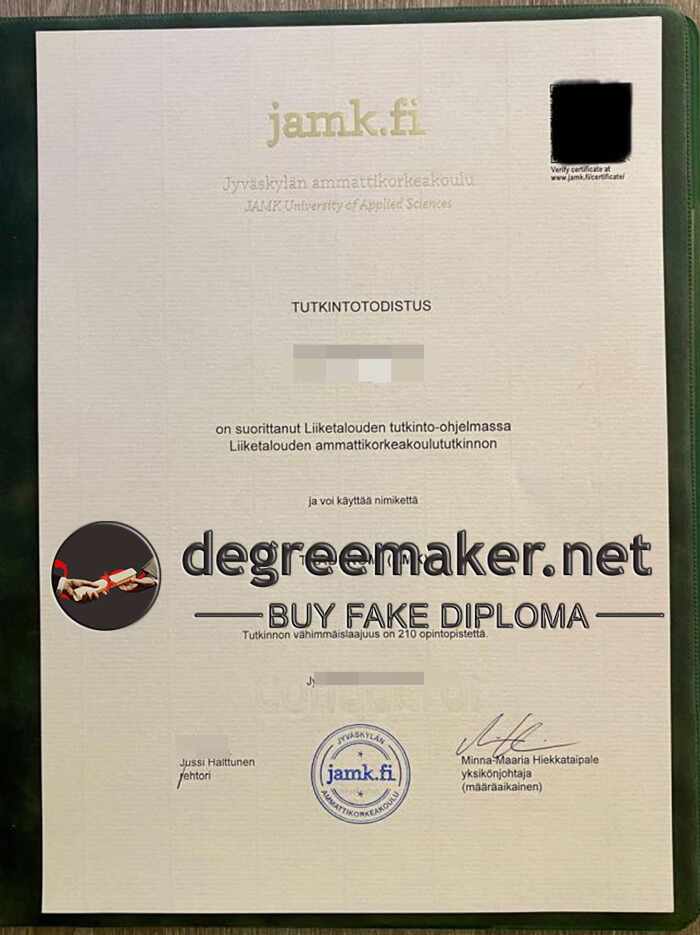 jamk.fi
Verify certificate at
www.jamk.fi/certificate/
Jyväskylän ammattikorkeakoulu
JAMK University of Applied Sciences
TUTKINTOTODISTUS
on suorittanut Liiketalouden tutkinto-ohjelmassa
Liiketalouden ammattikorkeakoulututkinnon
ja voi käyttää nimikettä
degreemaker.net
BUY FAKE DIPLOMA
Tutkinnon vähimmäislaajuus on 210 opintopistettä.
Jussi Halttunen
rehtori
JYVÄSKYLÄN
jamk.fi
AMMATTIKORKEAKOULU
Minna-Maaria Hiekkataipale
yksikönjohtaja
(määräaikainen)